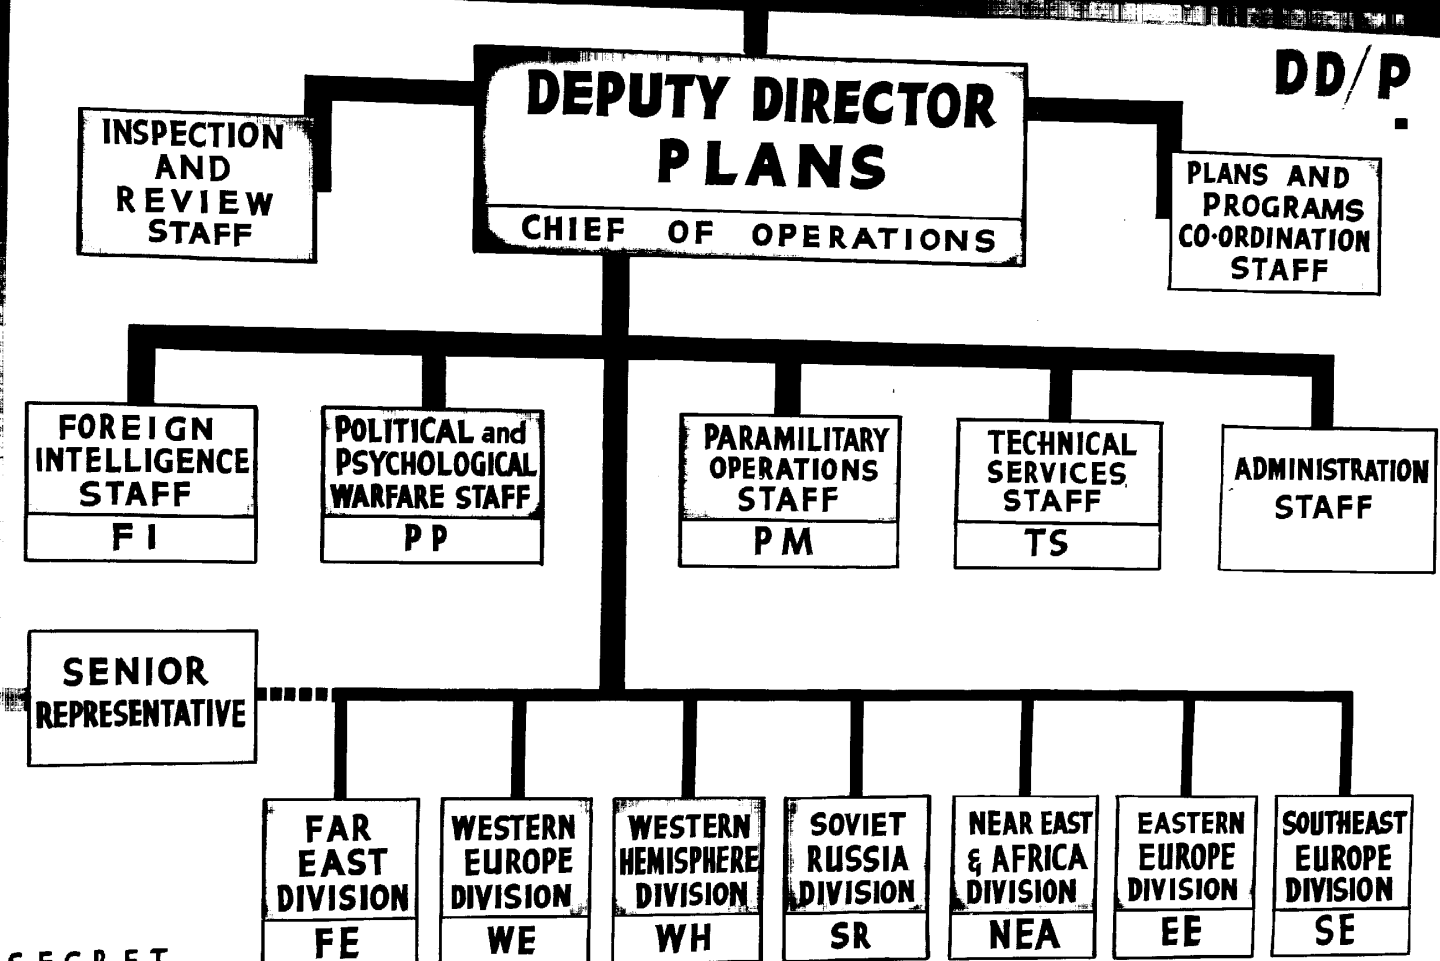 DD/P
DEPUTY DIRECTOR
PLANS
CHIEF OF OPERATIONS
INSPECTION
AND
REVIEW
STAFF
PLANS AND
PROGRAMS
CO-ORDINATION
STAFF
FOREIGN
INTELLIGENCE
STAFF
FI
POLITICAL and
PSYCHOLOGICAL
WARFARE STAFF
PP
PARAMILITARY
OPERATIONS
STAFF
PM
TECHNICAL
SERVICES
STAFF
TS
ADMINISTRATION
STAFF
SENIOR
REPRESENTATIVE
FAR
EAST
DIVISION
FE
WESTERN
EUROPE
DIVISION
WE
WESTERN
HEMISPHERE
DIVISION
WH
SOVIET
RUSSIA
DIVISION
SR
NEAR EAST
& AFRICA
DIVISION
NEA
EASTERN
EUROPE
DIVISION
EE
SOUTHEAST
EUROPE
DIVISION
SE
SECRET